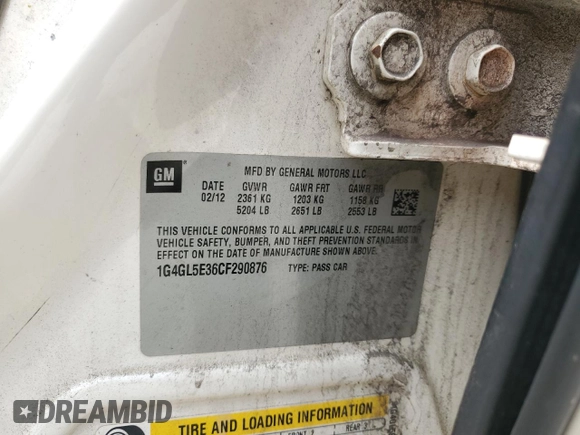 GM
MFD BY GENERAL MOTORS LLC
DATE GVWR GAWR FRT GAWR RR
02/12 2361 KG 1203 KG 1158 KG
5204 LB 2651 LB 2553 LB
THIS VEHICLE CONFORMS TO ALL APPLICABLE U.S. FEDERAL MOTOR
VEHICLE SAFETY, BUMPER, AND THEFT PREVENTION STANDARDS
IN EFFECT ON THE DATE OF MANUFACTURE SHOWN ABOVE.
1G4GL5E36CF290876 TYPE: PASS CAR
TIRE AND LOADING INFORMATION
FRONT REAR
DREAMBID